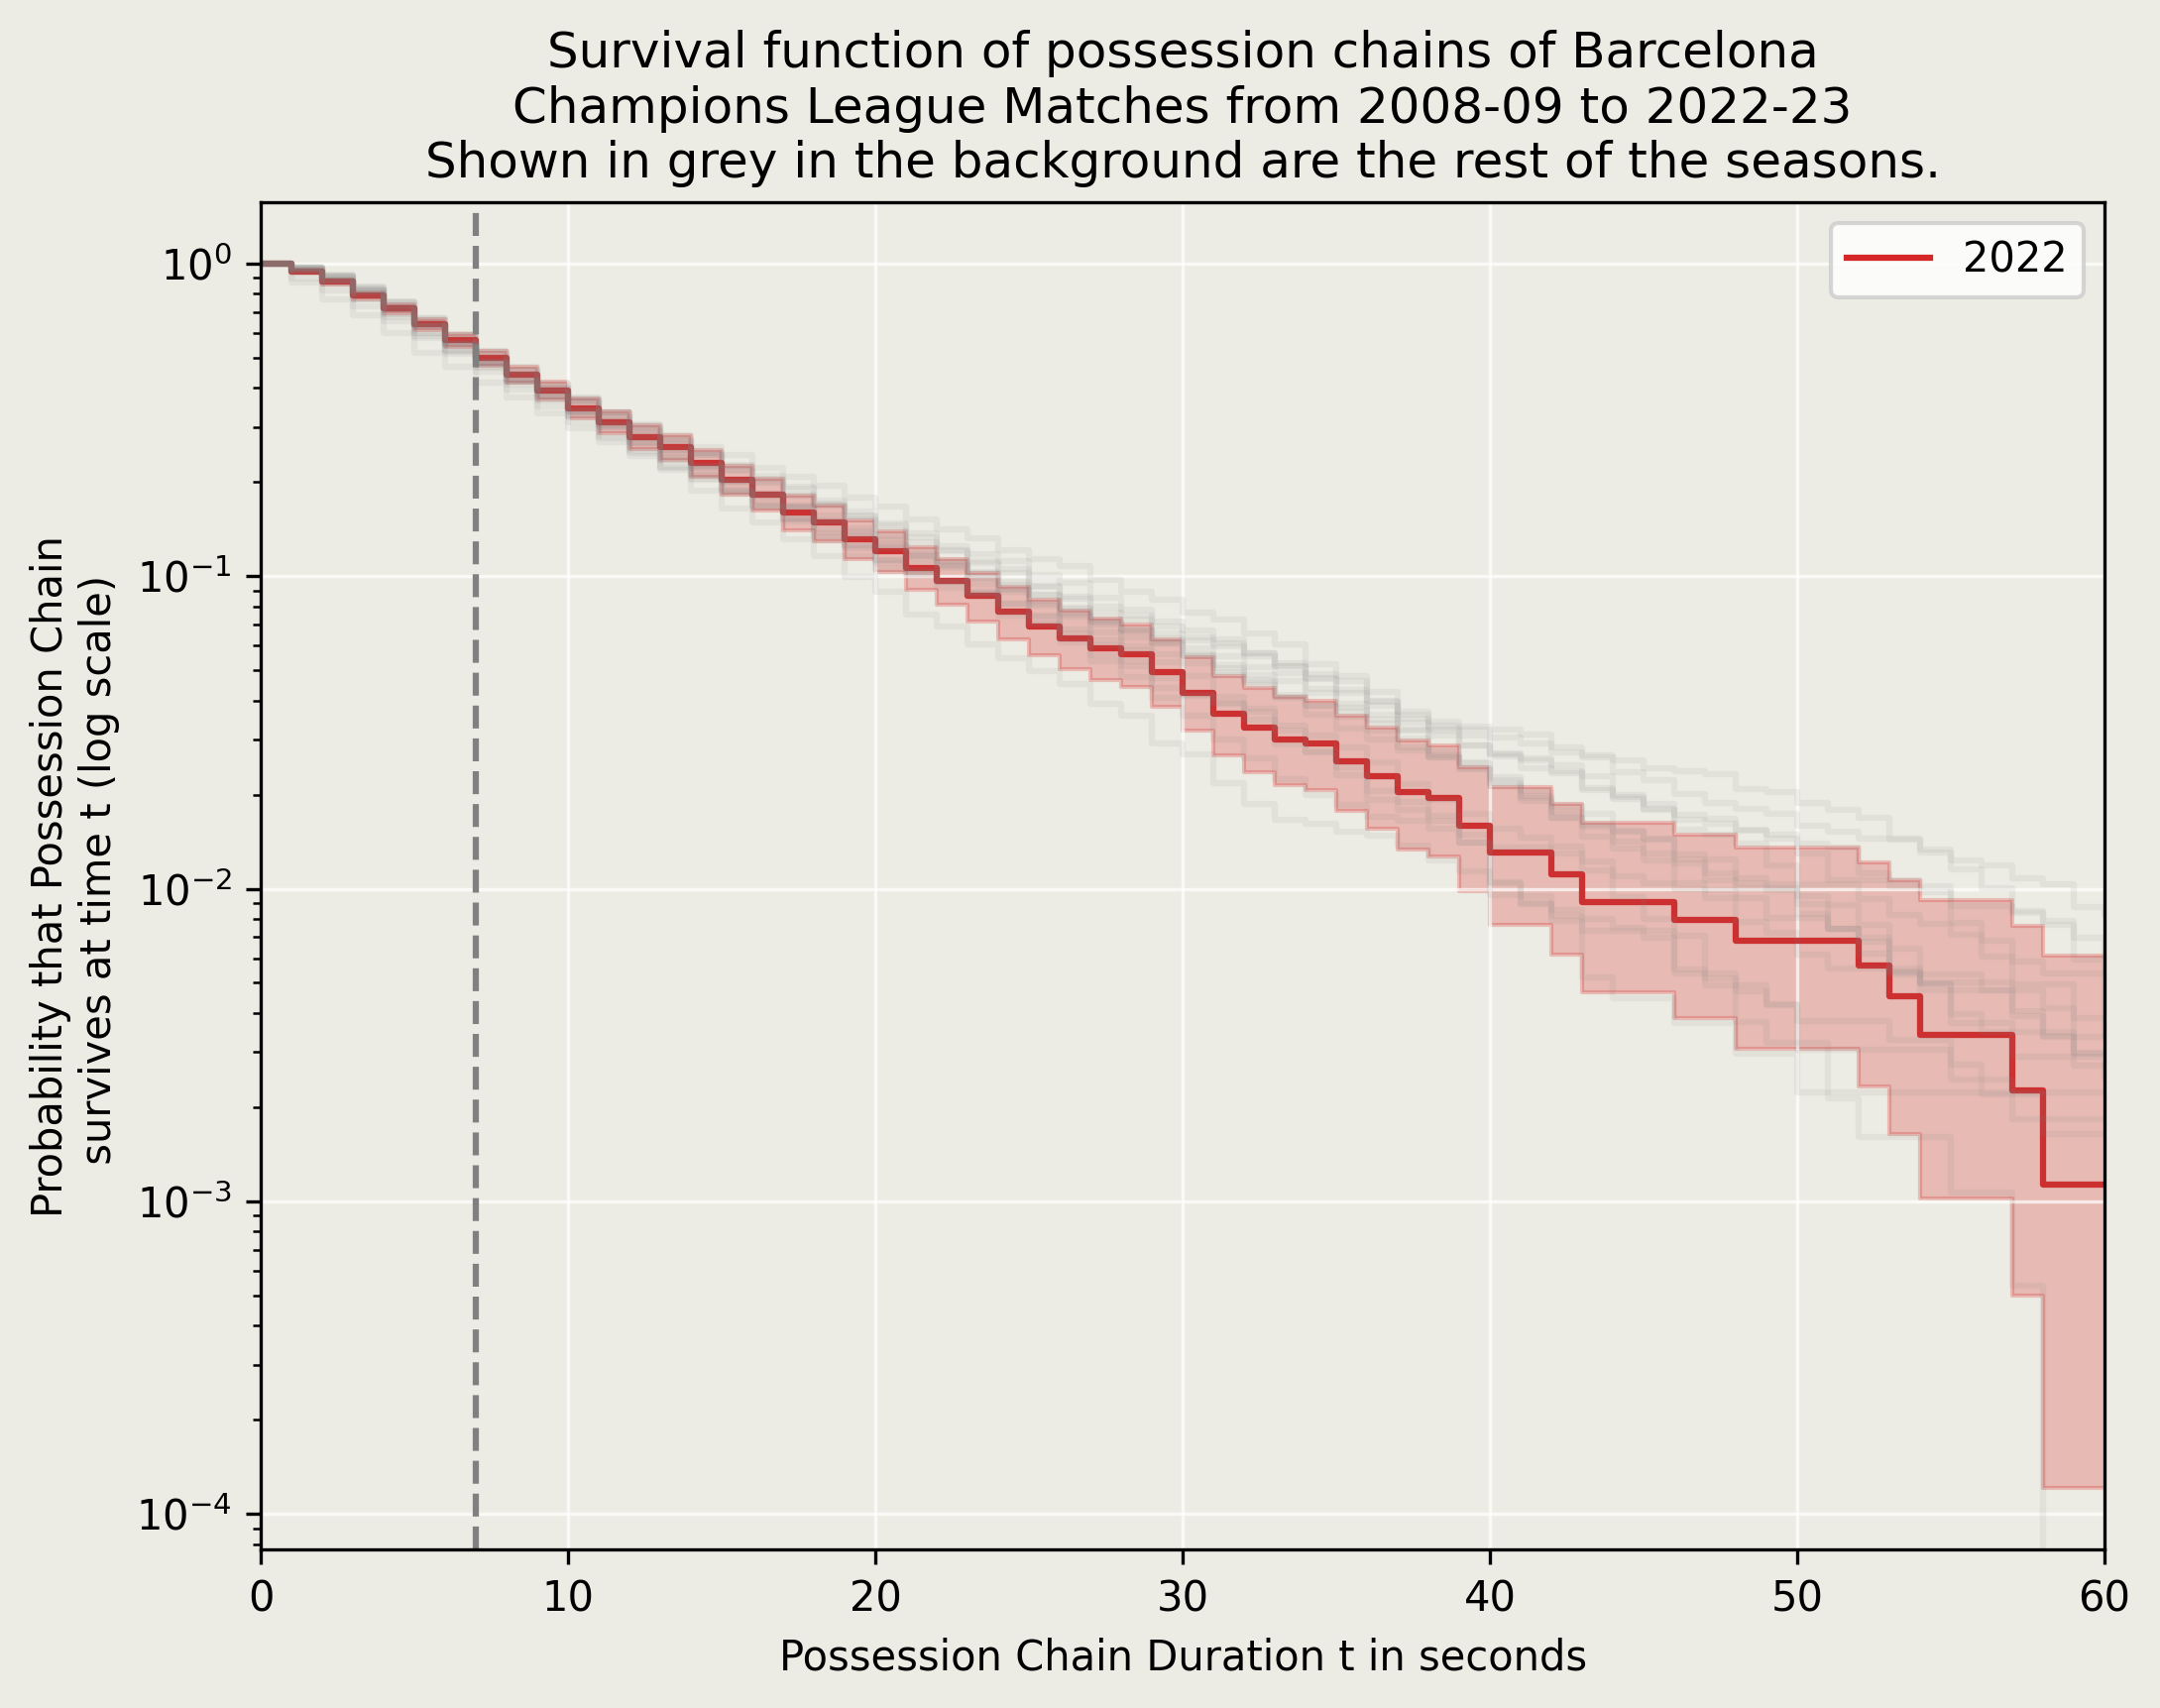 Survival function of possession chains of Barcelona
Champions League Matches from 2008-09 to 2022-23
Shown in grey in the background are the rest of the seasons.
2022
Probability that Possession Chain
survives at time t (log scale)
10⁰
10⁻¹
10⁻²
10⁻³
10⁻⁴
0 10 20 30 40 50 60
Possession Chain Duration t in seconds